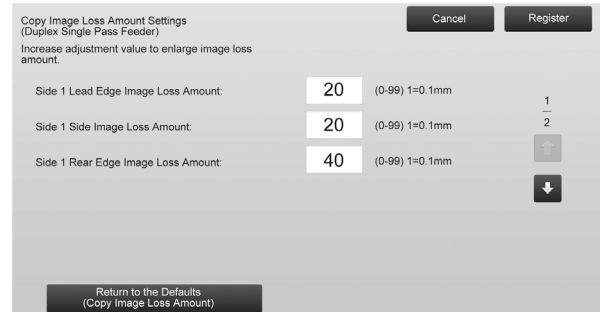 Copy Image Loss Amount Settings
(Duplex Single Pass Feeder)
Cancel
Register
Increase adjustment value to enlarge image loss
amount.
Side 1 Lead Edge Image Loss Amount: 20 (0-99) 1=0.1mm
Side 1 Side Image Loss Amount: 20 (0-99) 1=0.1mm
Side 1 Rear Edge Image Loss Amount: 40 (0-99) 1=0.1mm
1
2
Return to the Defaults
(Copy Image Loss Amount)